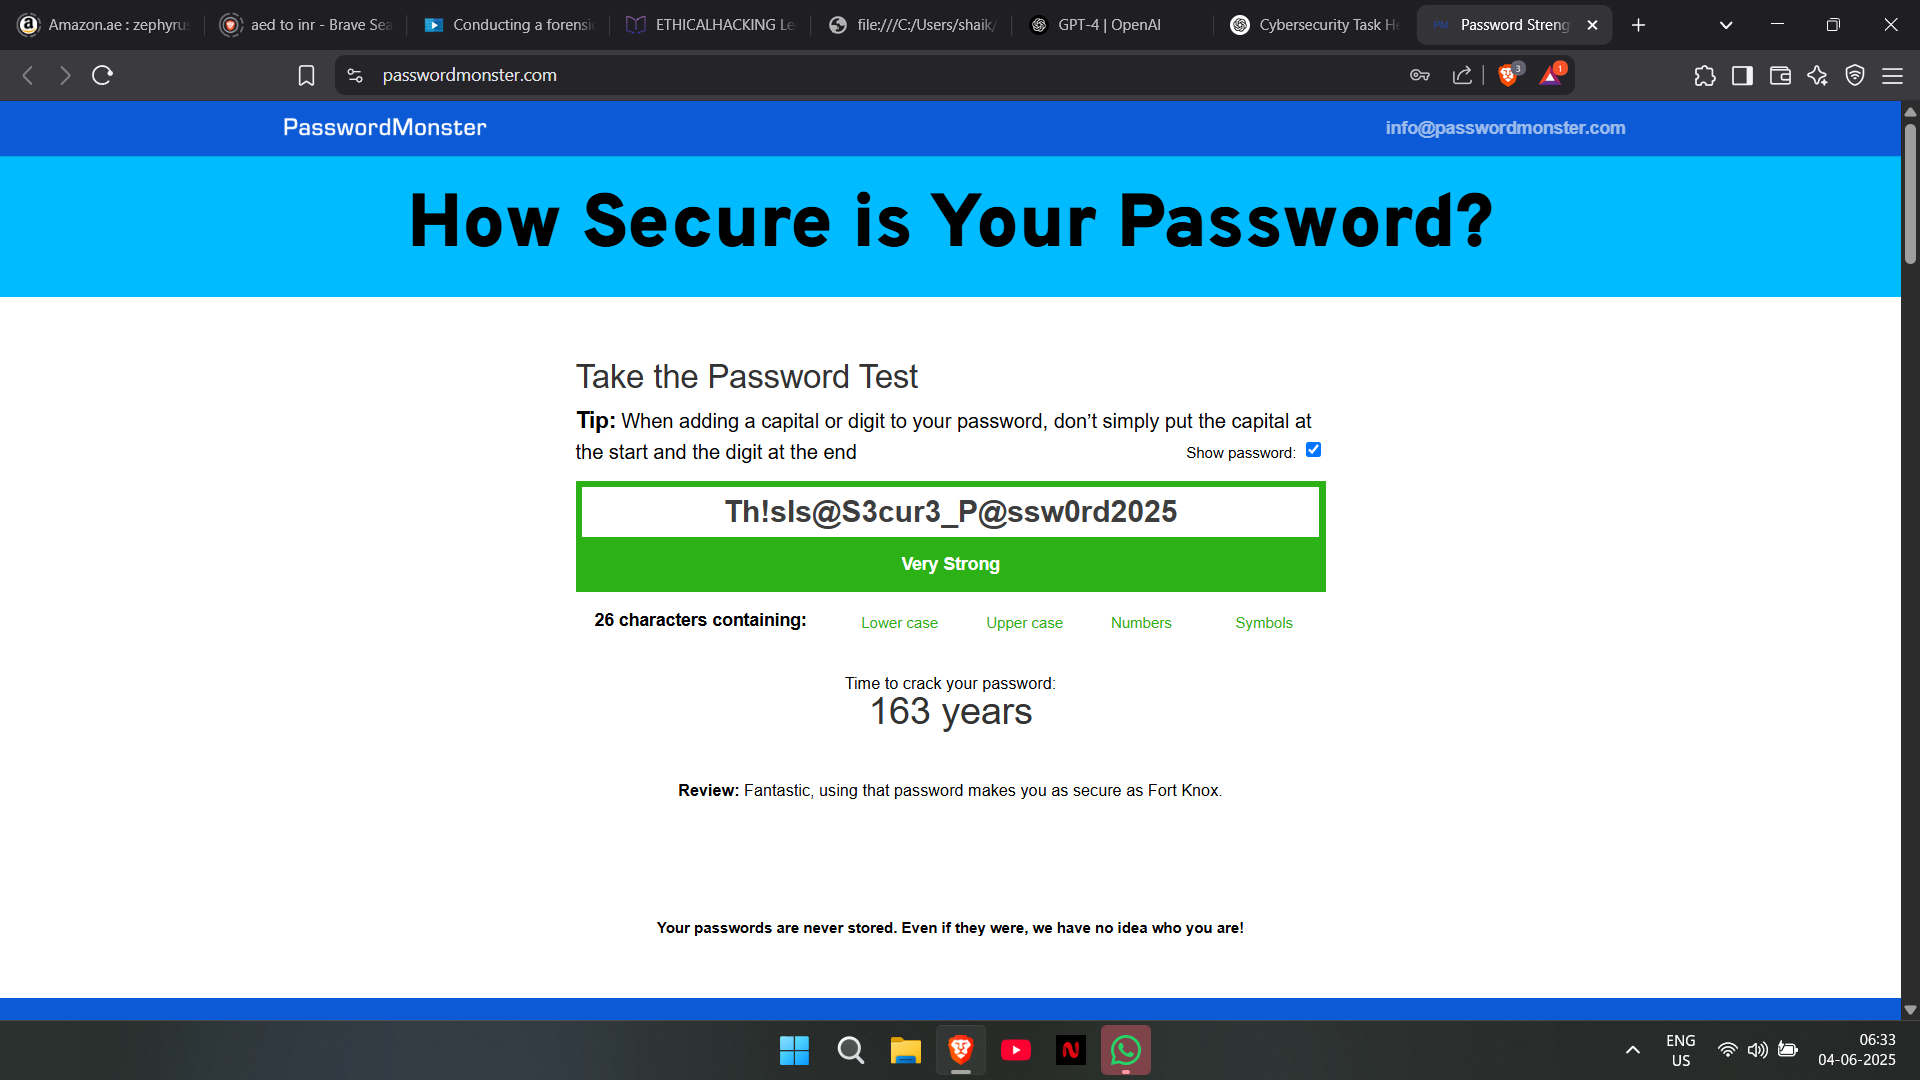 Amazon.ae : zephyrus
aed to inr - Brave Sea
Conducting a forensic
ETHICALHACKING Le
file:///C:/Users/shaik/
GPT-4 | OpenAI
Cybersecurity Task He
PM
Password Streng
passwordmonster.com
3
1
PasswordMonster
info@passwordmonster.com
How Secure is Your Password?
Take the Password Test
Tip: When adding a capital or digit to your password, don’t simply put the capital at
the start and the digit at the end
Show password:
Th!sIs@S3cur3_P@ssw0rd2025
Very Strong
26 characters containing:
Lower case
Upper case
Numbers
Symbols
Time to crack your password:
163 years
Review: Fantastic, using that password makes you as secure as Fort Knox.
Your passwords are never stored. Even if they were, we have no idea who you are!
ENG
US
06:33
04-06-2025